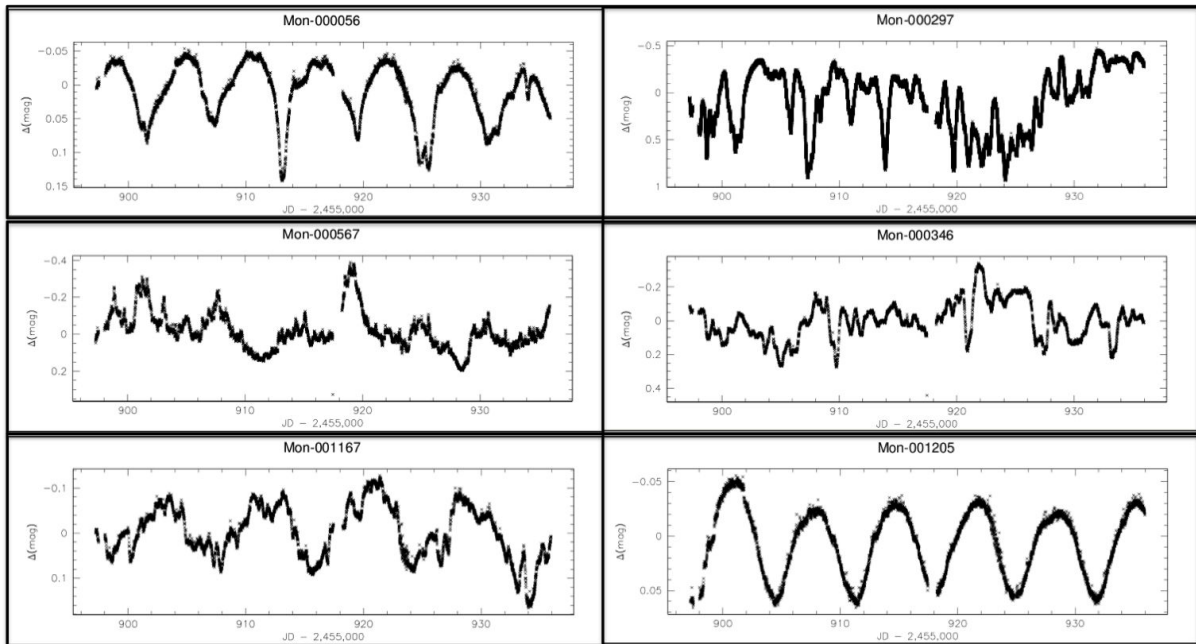 Mon-000056
-0.05
0
0.05
0.1
0.15
Δ(mag)
900
910
920
930
JD − 2,455,000
Mon-000297
-0.5
0
0.5
1
Δ(mag)
900
910
920
930
JD − 2,455,000
Mon-000567
-0.4
-0.2
0
0.2
Δ(mag)
900
910
920
930
JD − 2,455,000
Mon-000346
-0.2
0
0.2
0.4
Δ(mag)
900
910
920
930
JD − 2,455,000
Mon-001167
-0.1
0
0.1
Δ(mag)
900
910
920
930
JD − 2,455,000
Mon-001205
-0.05
0
0.05
Δ(mag)
900
910
920
930
JD − 2,455,000